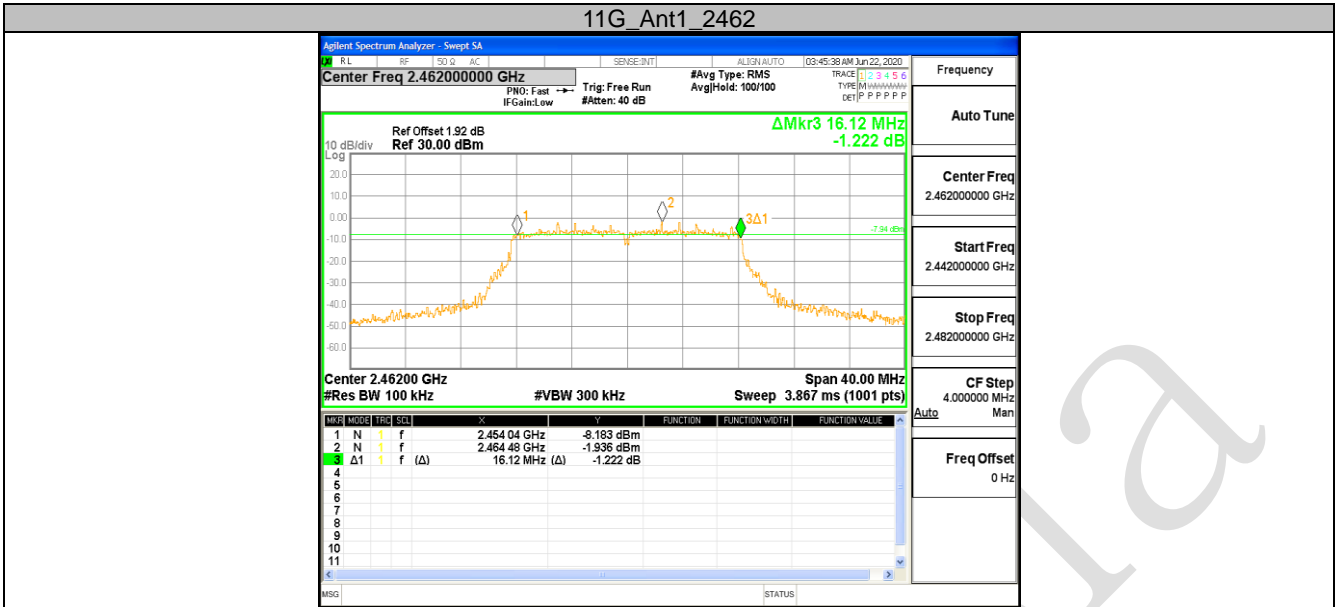 11G_Ant1_2462
Agilent Spectrum Analyzer - Swept SA
RL RF 50 Ω AC SENSE:INT ALIGN AUTO 03:45:38 AM Jun 22, 2020
Center Freq 2.462000000 GHz
PNO: Fast
IFGain:Low
Trig: Free Run
#Atten: 40 dB
#Avg Type: RMS
Avg|Hold: 100/100
TRACE 1 2 3 4 5 6
TYPE M
DET P P P P P P
Ref Offset 1.92 dB
10 dB/div Ref 30.00 dBm
Log
ΔMkr3 16.12 MHz
-1.222 dB
20.0
10.0
0.00
-10.0
-20.0
-30.0
-40.0
-50.0
-60.0
1
2
3Δ1
-7.94 dBm
Center 2.46200 GHz Span 40.00 MHz
#Res BW 100 kHz #VBW 300 kHz Sweep 3.867 ms (1001 pts)
MKR MODE TRC SCL X Y FUNCTION FUNCTION WIDTH FUNCTION VALUE
1 N 1 f 2.454 04 GHz -8.183 dBm
2 N 1 f 2.464 48 GHz -1.936 dBm
3 Δ1 1 f (Δ) 16.12 MHz (Δ) -1.222 dB
4
5
6
7
8
9
10
11
MSG STATUS
Frequency
Auto Tune
Center Freq
2.462000000 GHz
Start Freq
2.442000000 GHz
Stop Freq
2.482000000 GHz
CF Step
4.000000 MHz
Auto Man
Freq Offset
0 Hz